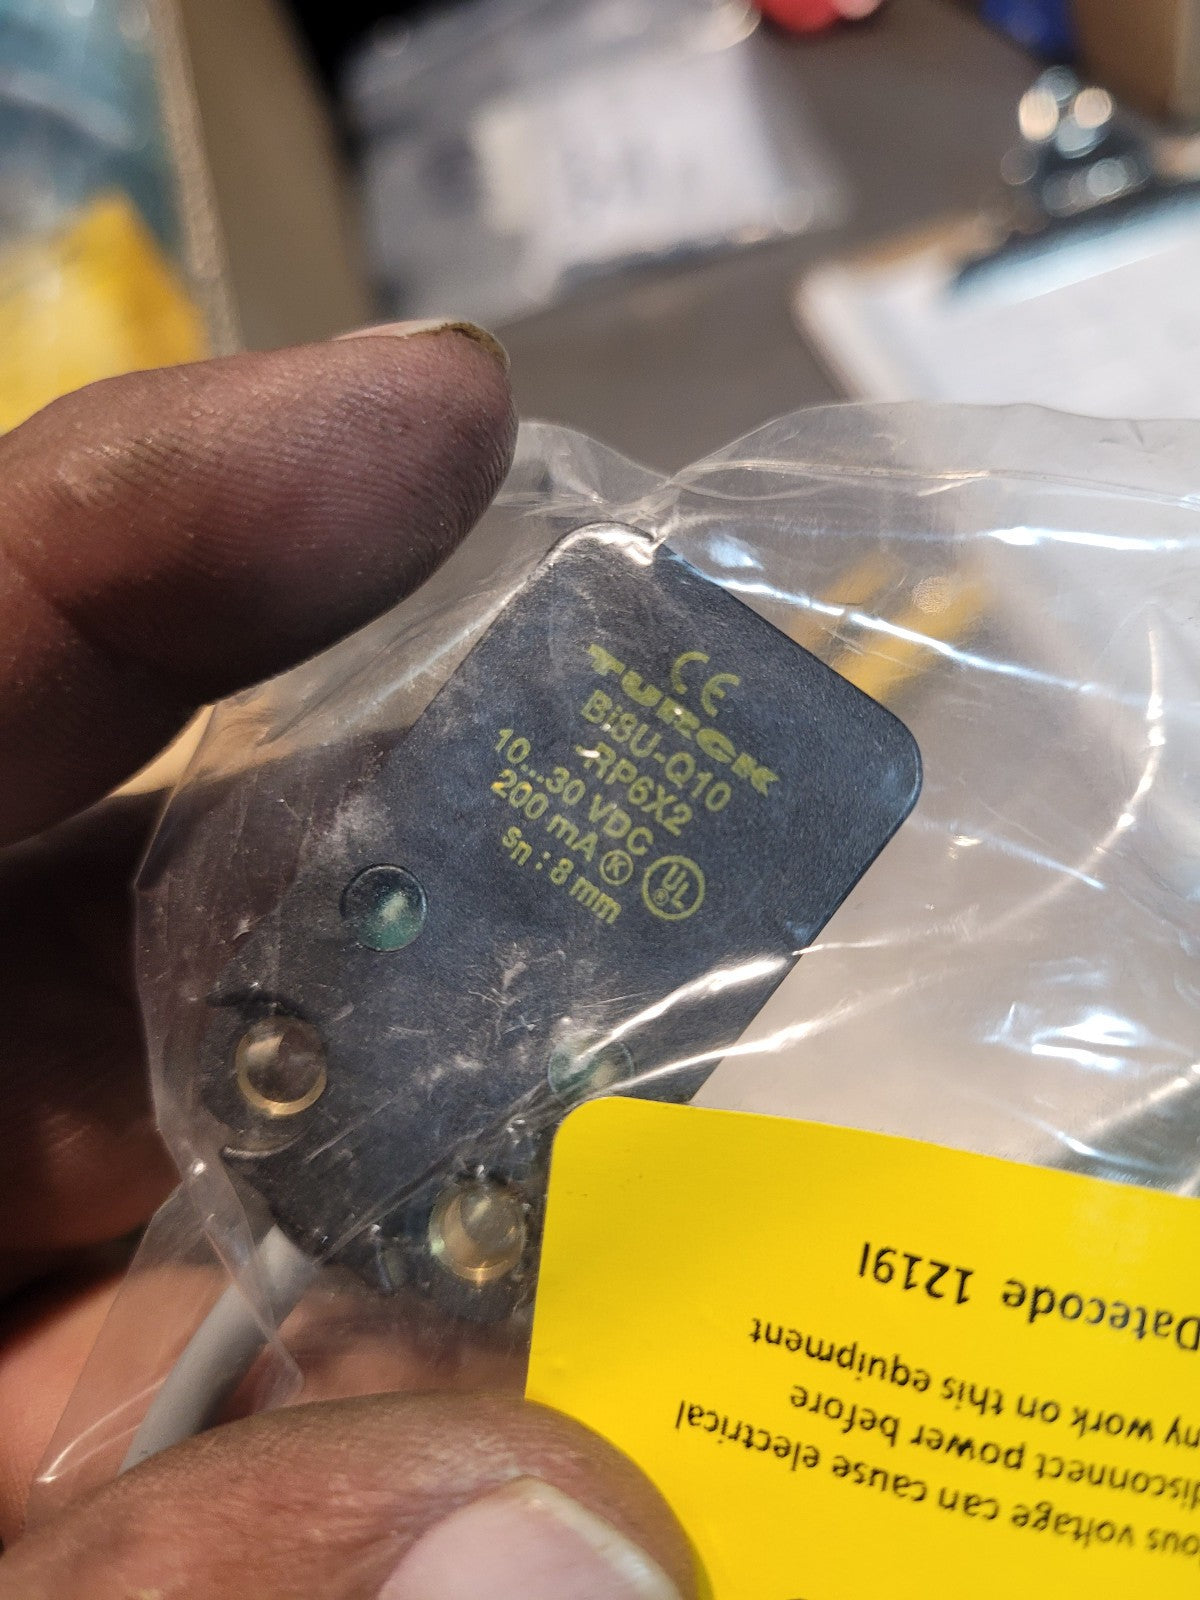 CE
TURCK
Bi8U-Q10
-RP6X2
10...30 VDC
200 mA Ⓚ UL ®
sn : 8 mm
ous voltage can cause electrical
disconnect power before
ny work on this equipment
Datecode 1219I